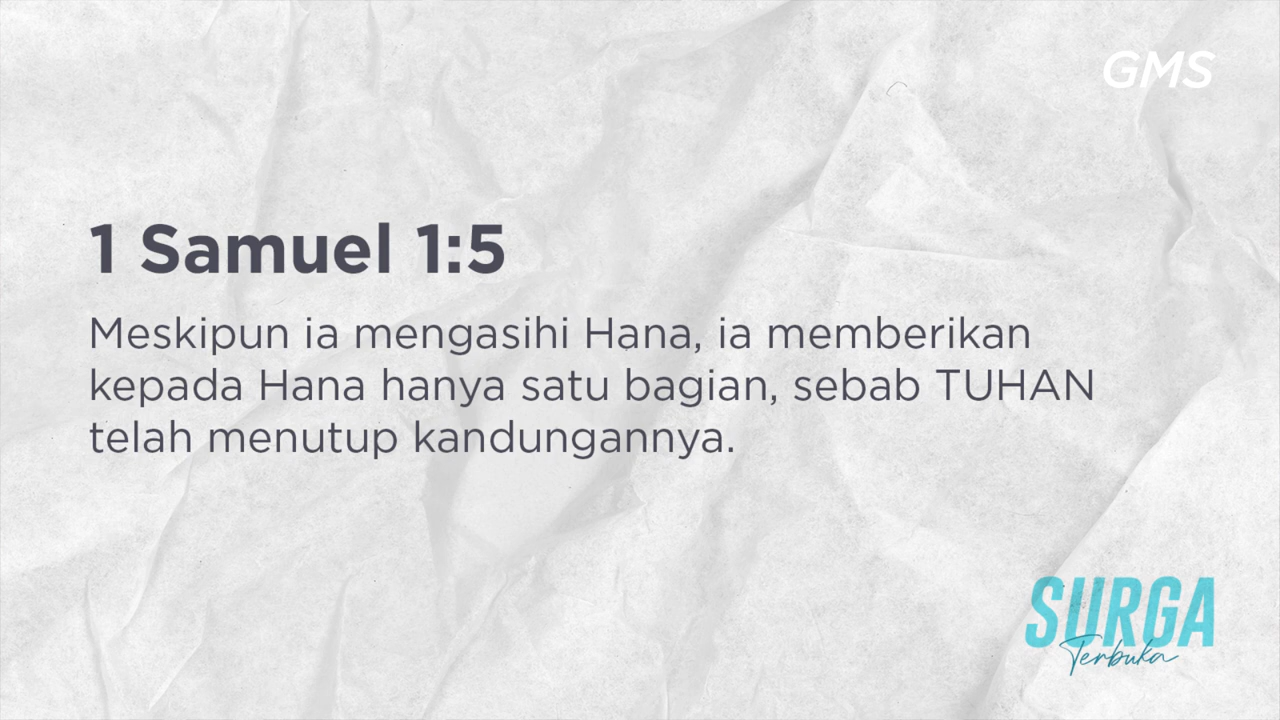 GMS
1 Samuel 1:5
Meskipun ia mengasihi Hana, ia memberikan
kepada Hana hanya satu bagian, sebab TUHAN
telah menutup kandungannya.
SURGA
Terbuka